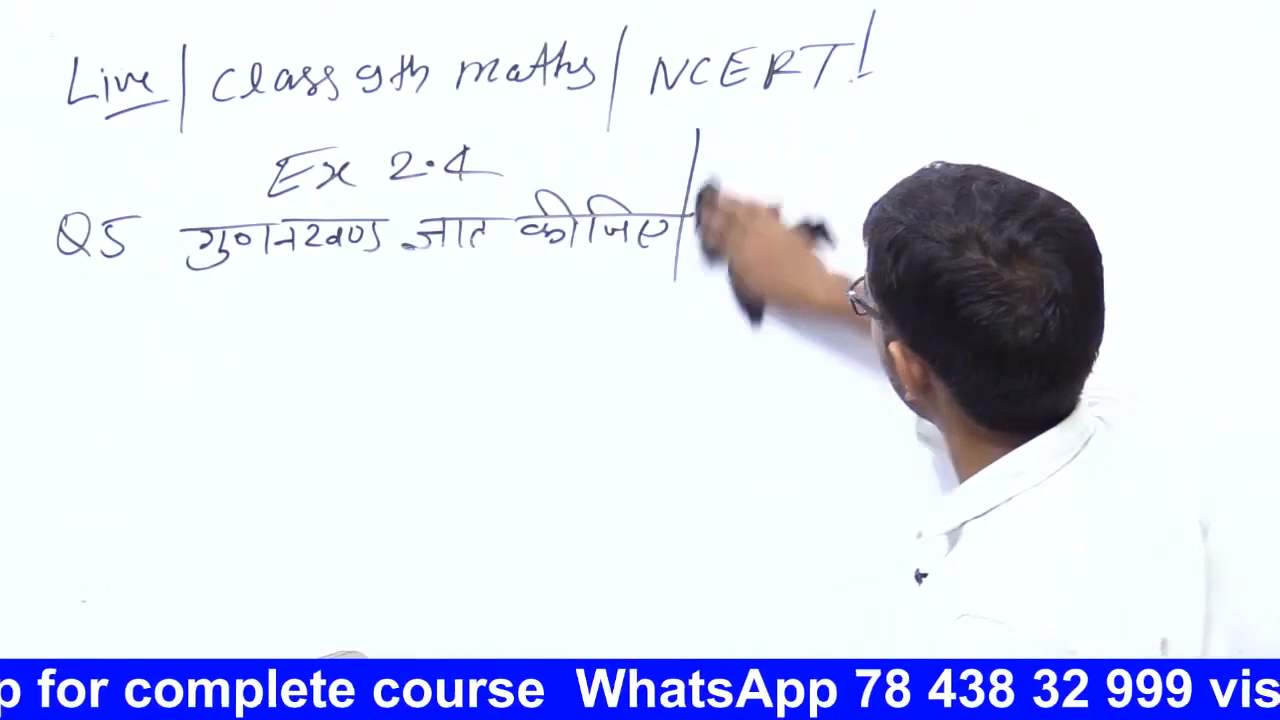 Live | Class 9th maths | NCERT!
Ex 2.4
Q5 गुणनखण्ड ज्ञात कीजिए |
p for complete course WhatsApp 78 438 32 999 vis